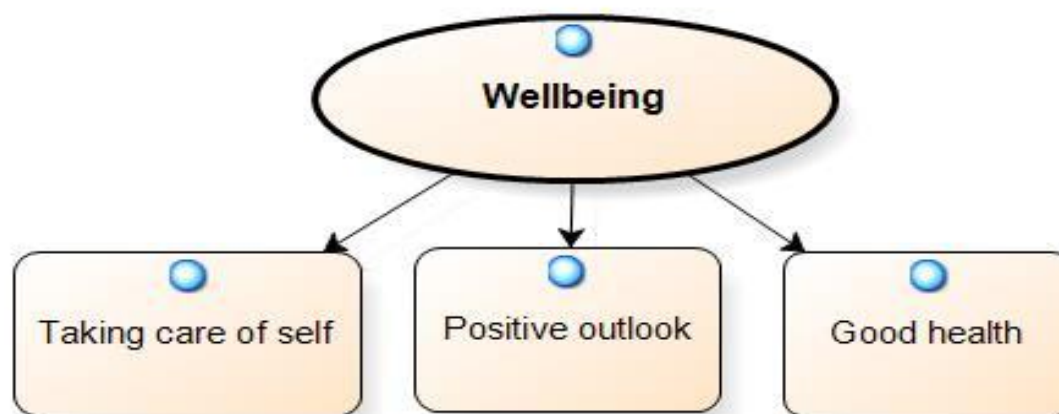 Wellbeing
Taking care of self
Positive outlook
Good health